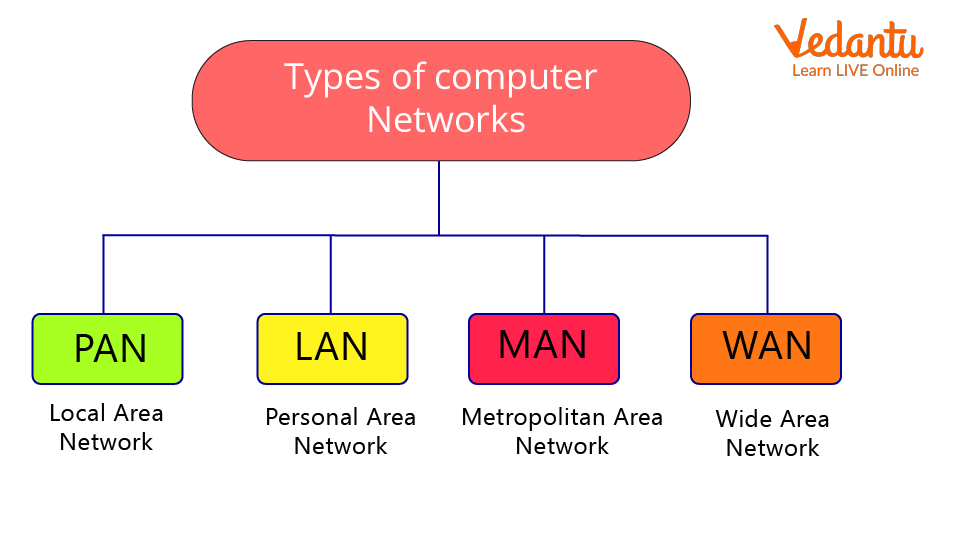 Vedantu
Learn LIVE Online
Types of computer
Networks
PAN
Local Area
Network
LAN
Personal Area
Network
MAN
Metropolitan Area
Network
WAN
Wide Area
Network